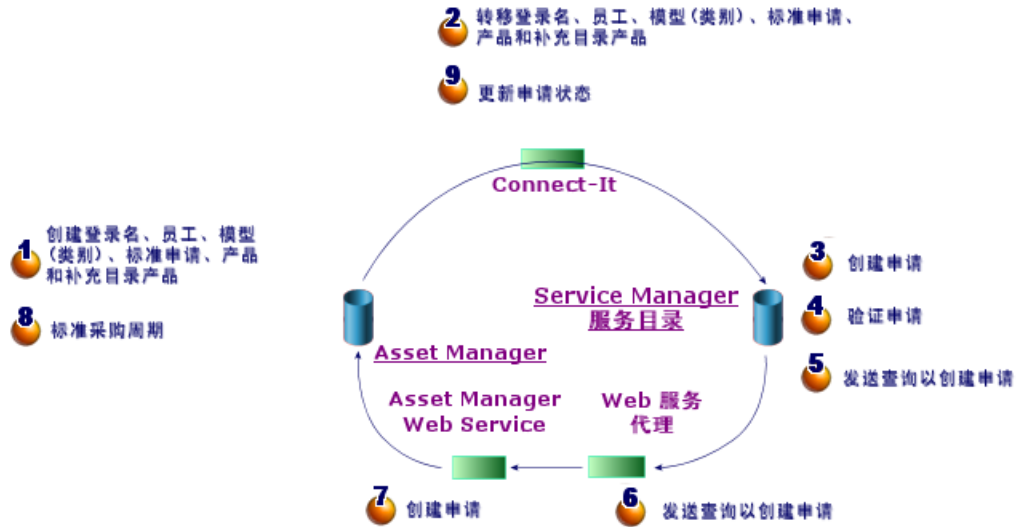 2 转移登录名、员工、模型(类别)、标准申请、
产品和补充目录产品
9 更新申请状态
Connect-It
1 创建登录名、员工、模型
(类别)、标准申请、产品
和补充目录产品
8 标准采购周期
3 创建申请
4 验证申请
5 发送查询以创建申请
Service Manager
服务目录
Asset Manager
Asset Manager
Web Service
Web 服务
代理
7 创建申请
6 发送查询以创建申请